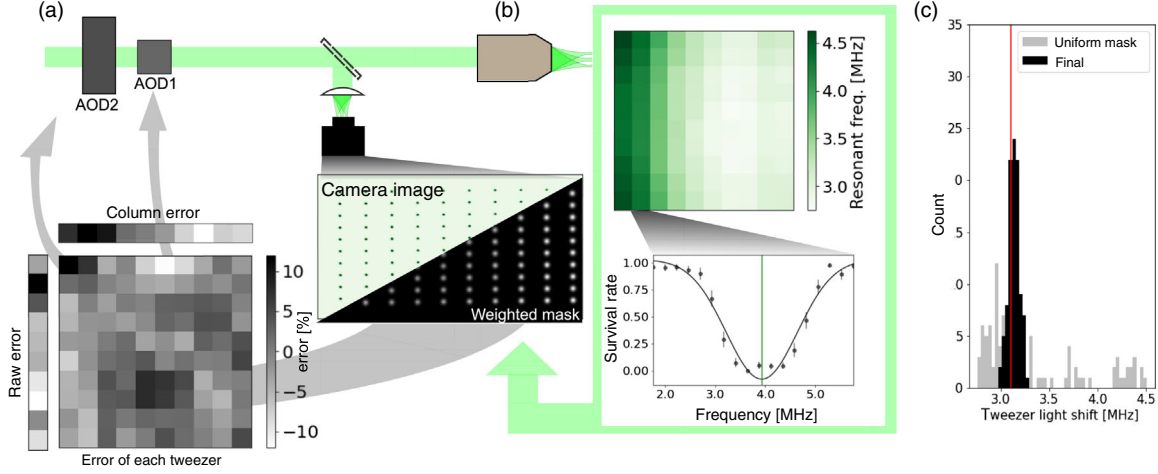 (a)
AOD2
AOD1
Column error
Raw error
10
5
0
−5
−10
error [%]
Error of each tweezer
Camera image
Weighted mask
(b)
4.5
4.0
3.5
3.0
Resonant freq. [MHz]
Survival rate
1.00
0.75
0.50
0.25
0.00
2.0
3.0
4.0
5.0
Frequency [MHz]
(c)
Uniform mask
Final
Count
35
0
25
0
15
0
5
0
3.0
3.5
4.0
4.5
Tweezer light shift [MHz]